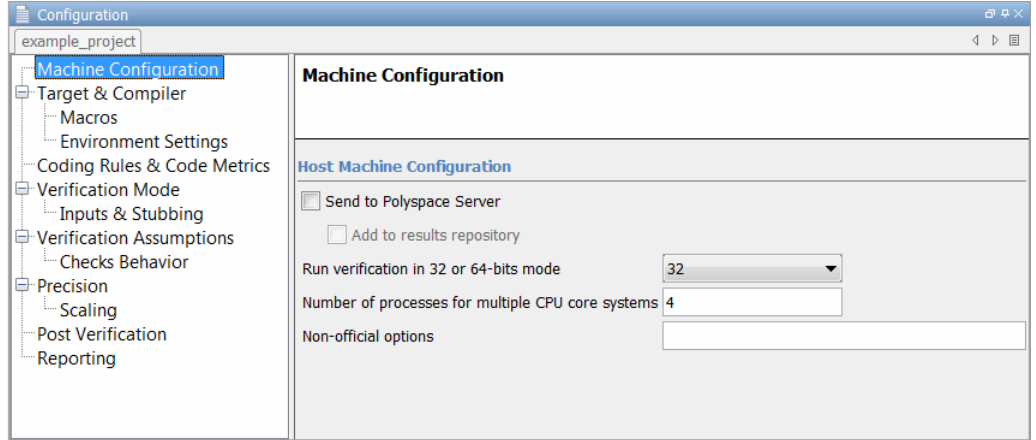 Configuration
example_project
Machine Configuration
Target & Compiler
Macros
Environment Settings
Coding Rules & Code Metrics
Verification Mode
Inputs & Stubbing
Verification Assumptions
Checks Behavior
Precision
Scaling
Post Verification
Reporting
Machine Configuration
Host Machine Configuration
Send to Polyspace Server
Add to results repository
Run verification in 32 or 64-bits mode 32
Number of processes for multiple CPU core systems 4
Non-official options